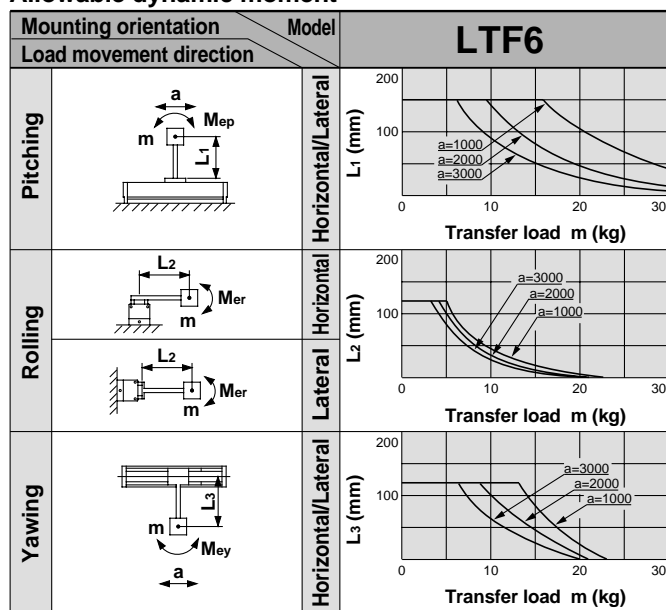 Allowable dynamic moment
Mounting orientation
Model
Load movement direction
LTF6
Pitching
a
Mep
m
L1
Horizontal/Lateral
L1 (mm)
200
100
a=1000
a=2000
a=3000
0 10 20 30
Transfer load m (kg)
Rolling
L2
Mer
m
Horizontal
L2
Mer
m
Lateral
L2 (mm)
200
100
a=3000
a=2000
a=1000
0 10 20 30
Transfer load m (kg)
Yawing
L3
m
Mey
a
Horizontal/Lateral
L3 (mm)
200
100
a=3000
a=2000
a=1000
0 10 20 30
Transfer load m (kg)